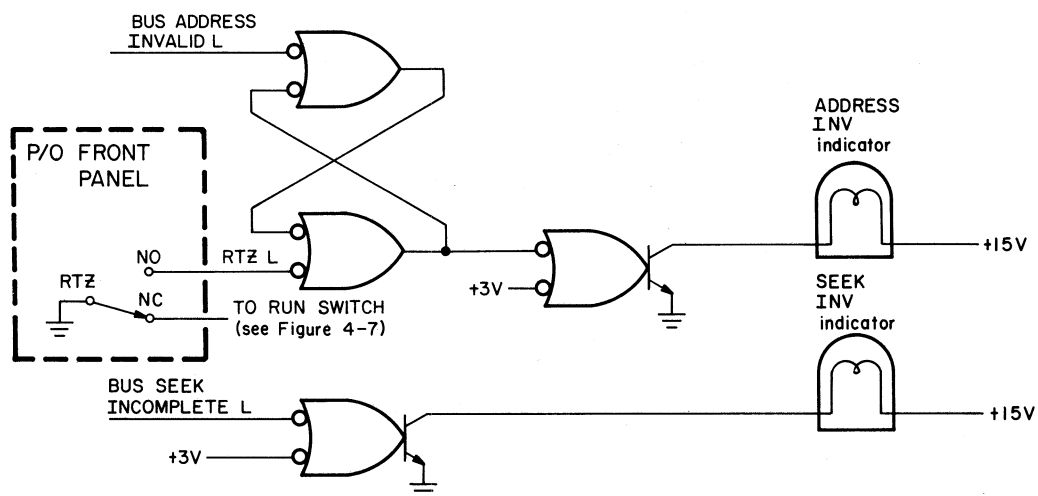 BUS ADDRESS
INVALID L
P/O FRONT
PANEL
ADDRESS
INV
indicator
NO
RTZ L
+15V
RTZ
NC
+3V
TO RUN SWITCH
(see Figure 4-7)
SEEK
INV
indicator
BUS SEEK
INCOMPLETE L
+15V
+3V